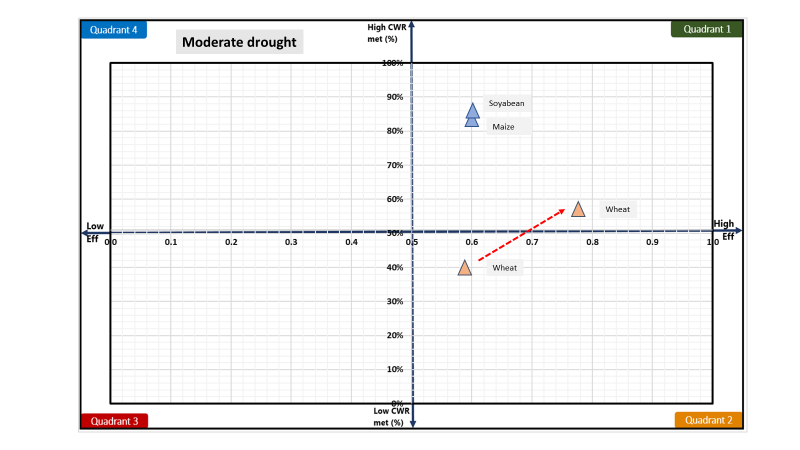 Quadrant 4
Moderate drought
High CWR
met (%)
Quadrant 1
100%
90%
Soyabean
80%
Maize
70%
60%
Wheat
Low
Eff
High
Eff
50%
0.0 0.1 0.2 0.3 0.4 0.5 0.6 0.7 0.8 0.9 1.0
40%
Wheat
30%
20%
10%
0%
Low CWR
met (%)
Quadrant 3
Quadrant 2